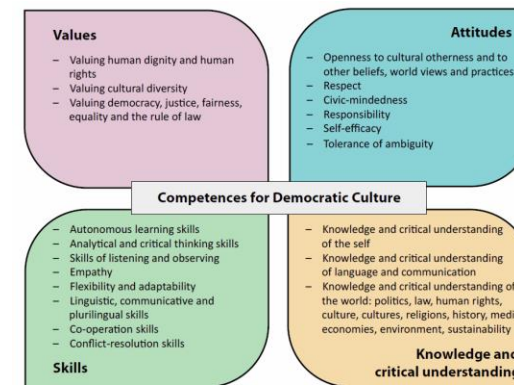 Values
– Valuing human dignity and human
rights
– Valuing cultural diversity
– Valuing democracy, justice, fairness,
equality and the rule of law
Attitudes
– Openness to cultural otherness and to
other beliefs, world views and practices
– Respect
– Civic-mindedness
– Responsibility
– Self-efficacy
– Tolerance of ambiguity
Competences for Democratic Culture
– Autonomous learning skills
– Analytical and critical thinking skills
– Skills of listening and observing
– Empathy
– Flexibility and adaptability
– Linguistic, communicative and
plurilingual skills
– Co-operation skills
– Conflict-resolution skills
Skills
– Knowledge and critical understanding
of the self
– Knowledge and critical understanding
of language and communication
– Knowledge and critical understanding of
the world: politics, law, human rights,
culture, cultures, religions, history,
economies, environment, sustainability
Knowledge and
critical understanding